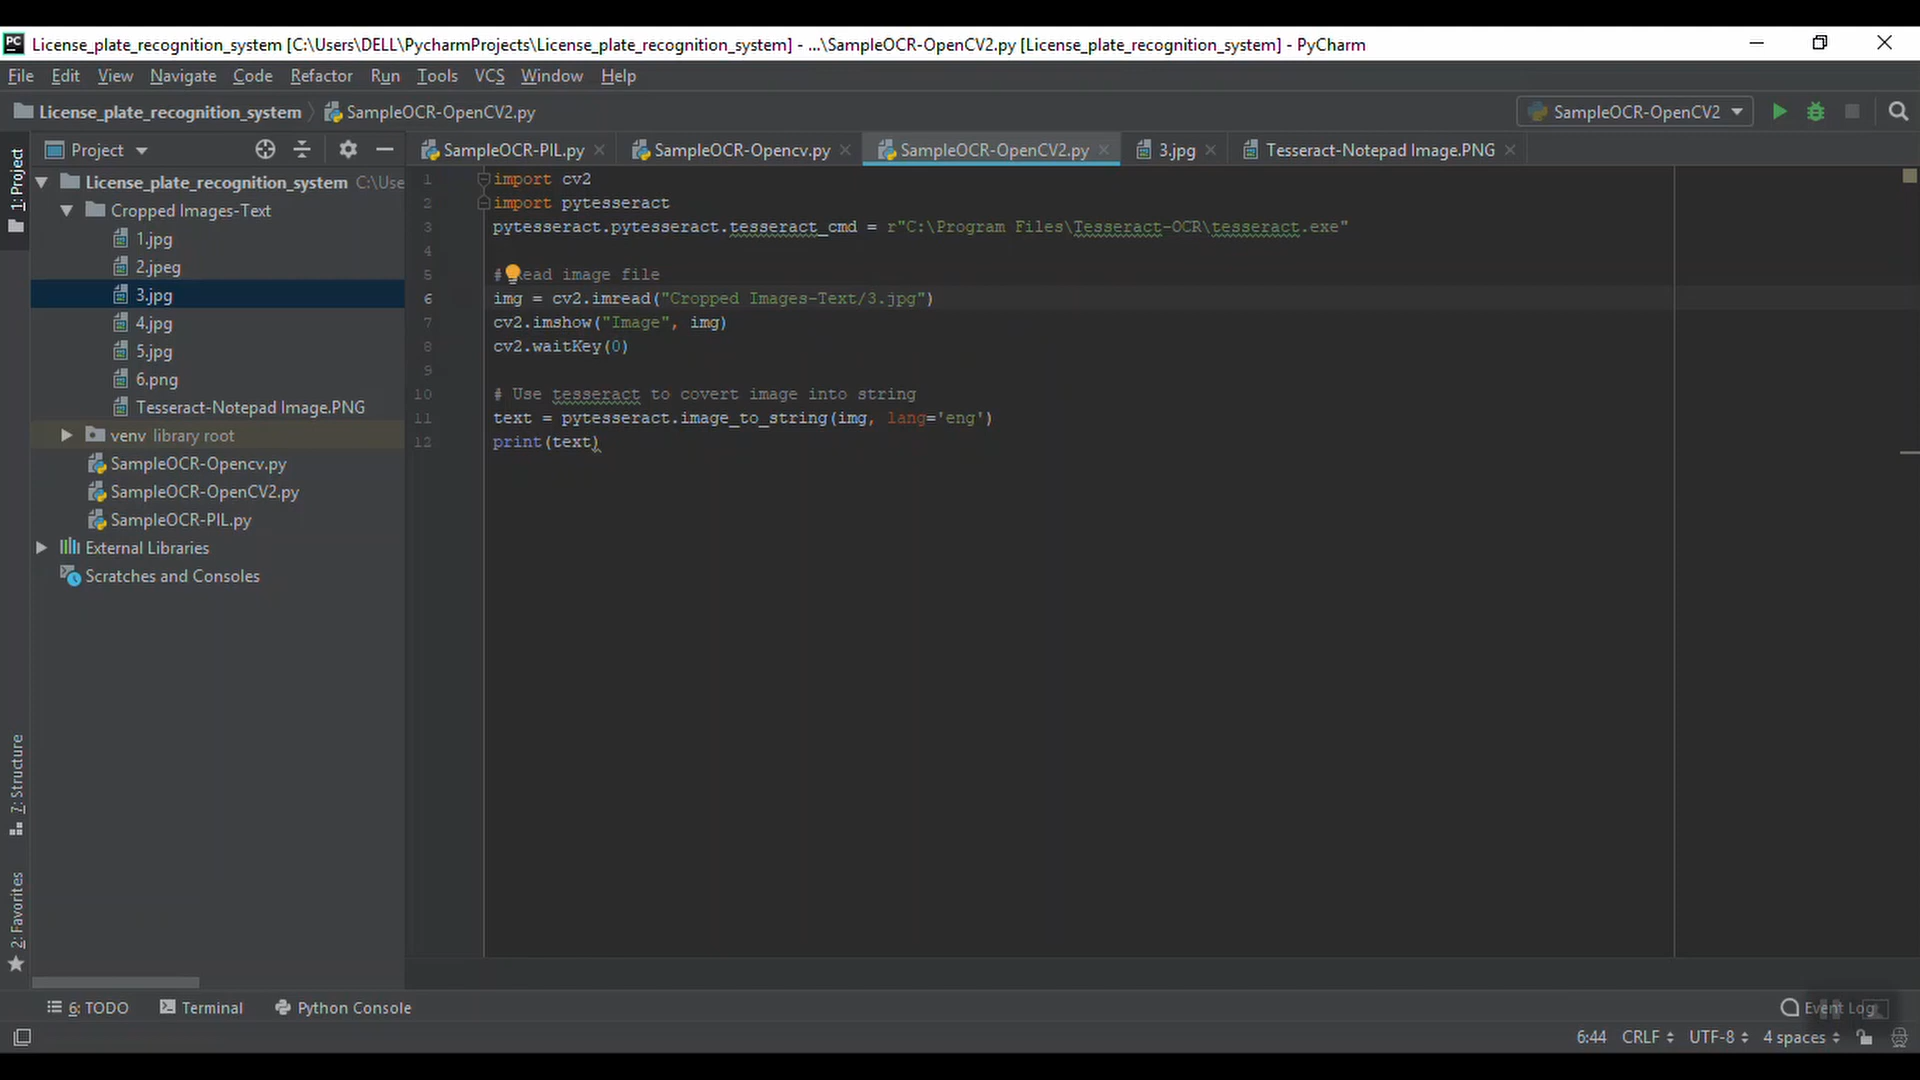 License_plate_recognition_system [C:\Users\DELL\PycharmProjects\License_plate_recognition_system] - ...\SampleOCR-OpenCV2.py [License_plate_recognition_system] - PyCharm
File Edit View Navigate Code Refactor Run Tools VCS Window Help
License_plate_recognition_system SampleOCR-OpenCV2.py SampleOCR-OpenCV2
Project SampleOCR-PIL.py SampleOCR-Opencv.py SampleOCR-OpenCV2.py 3.jpg Tesseract-Notepad Image.PNG
1: Project
License_plate_recognition_system C:\Use
Cropped Images-Text
1.jpg
2.jpeg
3.jpg
4.jpg
5.jpg
6.png
Tesseract-Notepad Image.PNG
venv library root
SampleOCR-Opencv.py
SampleOCR-OpenCV2.py
SampleOCR-PIL.py
External Libraries
Scratches and Consoles
7: Structure
2: Favorites
1 import cv2
2 import pytesseract
3 pytesseract.pytesseract.tesseract_cmd = r"C:\Program Files\Tesseract-OCR\tesseract.exe"
4
5 # ead image file
6 img = cv2.imread("Cropped Images-Text/3.jpg")
7 cv2.imshow("Image", img)
8 cv2.waitKey(0)
9
10 # Use tesseract to covert image into string
11 text = pytesseract.image_to_string(img, lang='eng')
12 print(text)
6: TODO Terminal Python Console Event Log
6:44 CRLF UTF-8 4 spaces